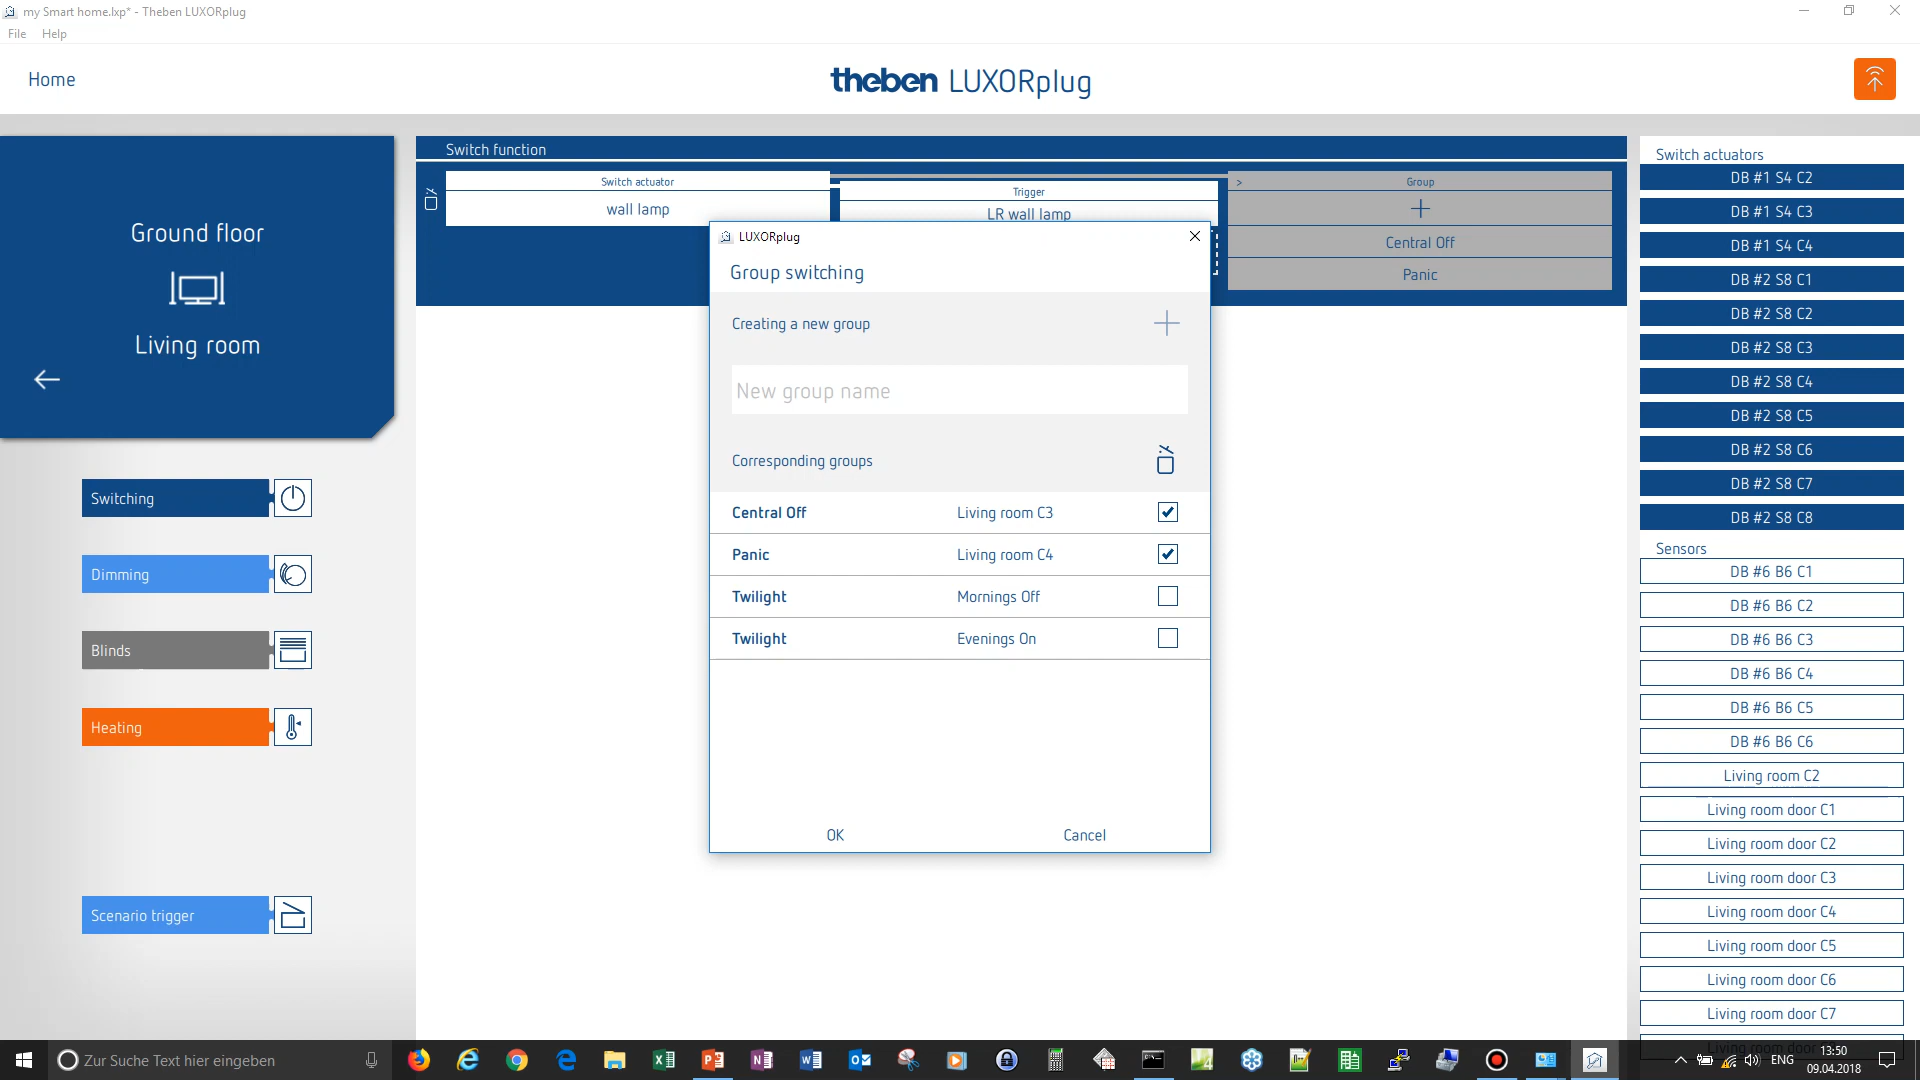 my Smart home.lxp* - Theben LUXORplug
File Help
Home
theben LUXORplug
Ground floor
Living room
Switching
Dimming
Blinds
Heating
Scenario trigger
Switch function
Switch actuator
wall lamp
Trigger
LR wall lamp
> Group
Central Off
Panic
LUXORplug
Group switching
Creating a new group
New group name
Corresponding groups
Central Off Living room C3
Panic Living room C4
Twilight Mornings Off
Twilight Evenings On
OK Cancel
Switch actuators
DB #1 S4 C2
DB #1 S4 C3
DB #1 S4 C4
DB #2 S8 C1
DB #2 S8 C2
DB #2 S8 C3
DB #2 S8 C4
DB #2 S8 C5
DB #2 S8 C6
DB #2 S8 C7
DB #2 S8 C8
Sensors
DB #6 B6 C1
DB #6 B6 C2
DB #6 B6 C3
DB #6 B6 C4
DB #6 B6 C5
DB #6 B6 C6
Living room C2
Living room door C1
Living room door C2
Living room door C3
Living room door C4
Living room door C5
Living room door C6
Living room door C7
Zur Suche Text hier eingeben
ENG
13:50
09.04.2018